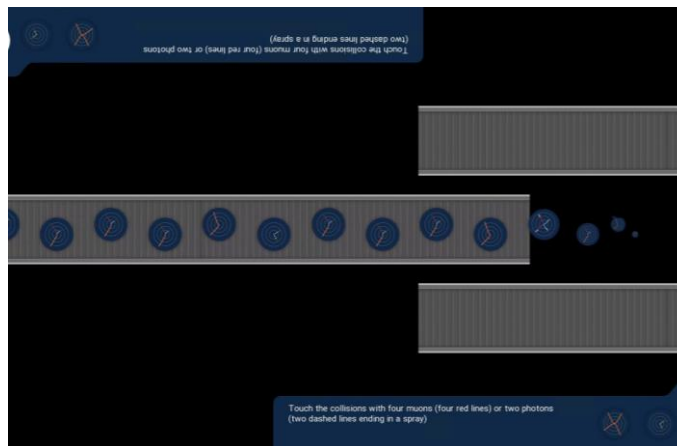 Touch the collisions with four muons (four red lines) or two photons
(two dashed lines ending in a spray)
Touch the collisions with four muons (four red lines) or two photons
(two dashed lines ending in a spray)